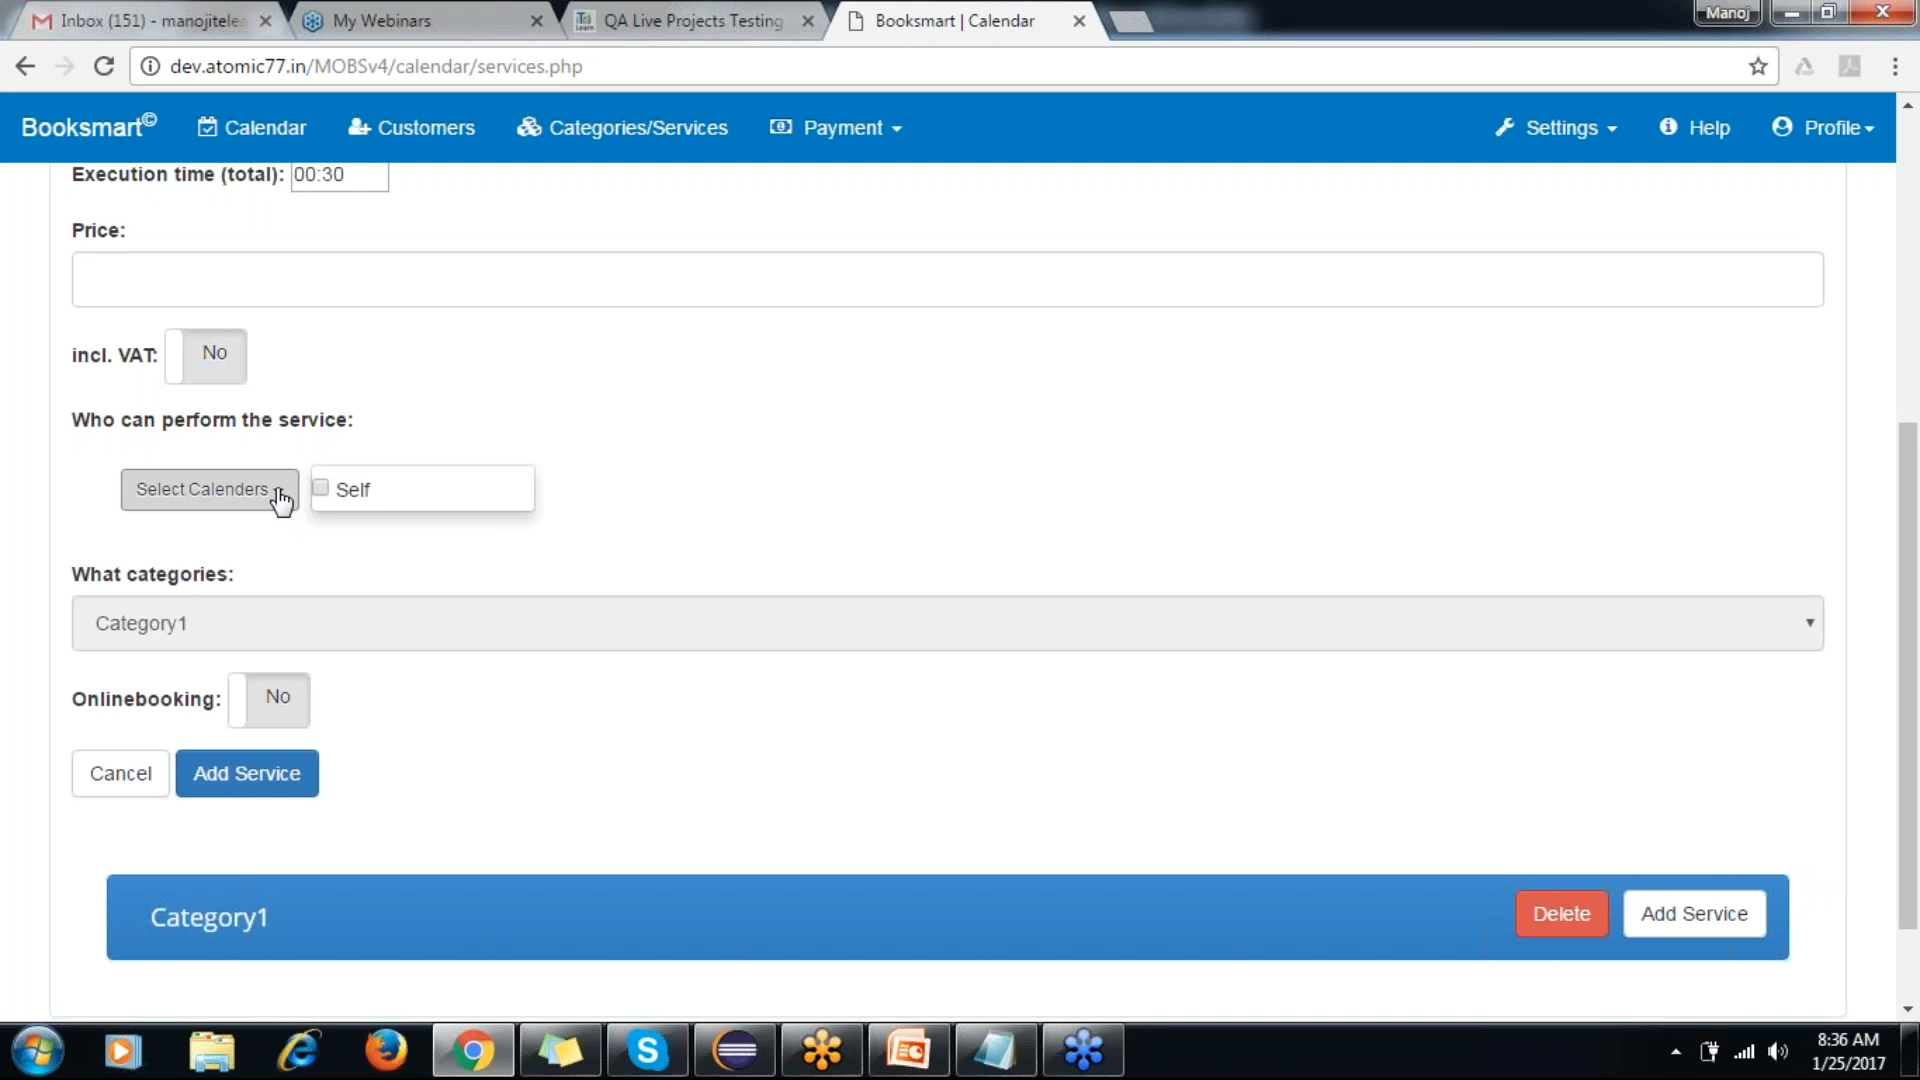 Inbox (151) - manojitelea
My Webinars
QA Live Projects Testing
Booksmart | Calendar
Manoj
dev.atomic77.in/MOBSv4/calendar/services.php
Booksmart©
Calendar
Customers
Categories/Services
Payment
Settings
Help
Profile
Execution time (total): 00:30
Price:
incl. VAT: No
Who can perform the service:
Select Calenders
Self
What categories:
Category1
Onlinebooking: No
Cancel
Add Service
Category1
Delete
Add Service
8:36 AM
1/25/2017